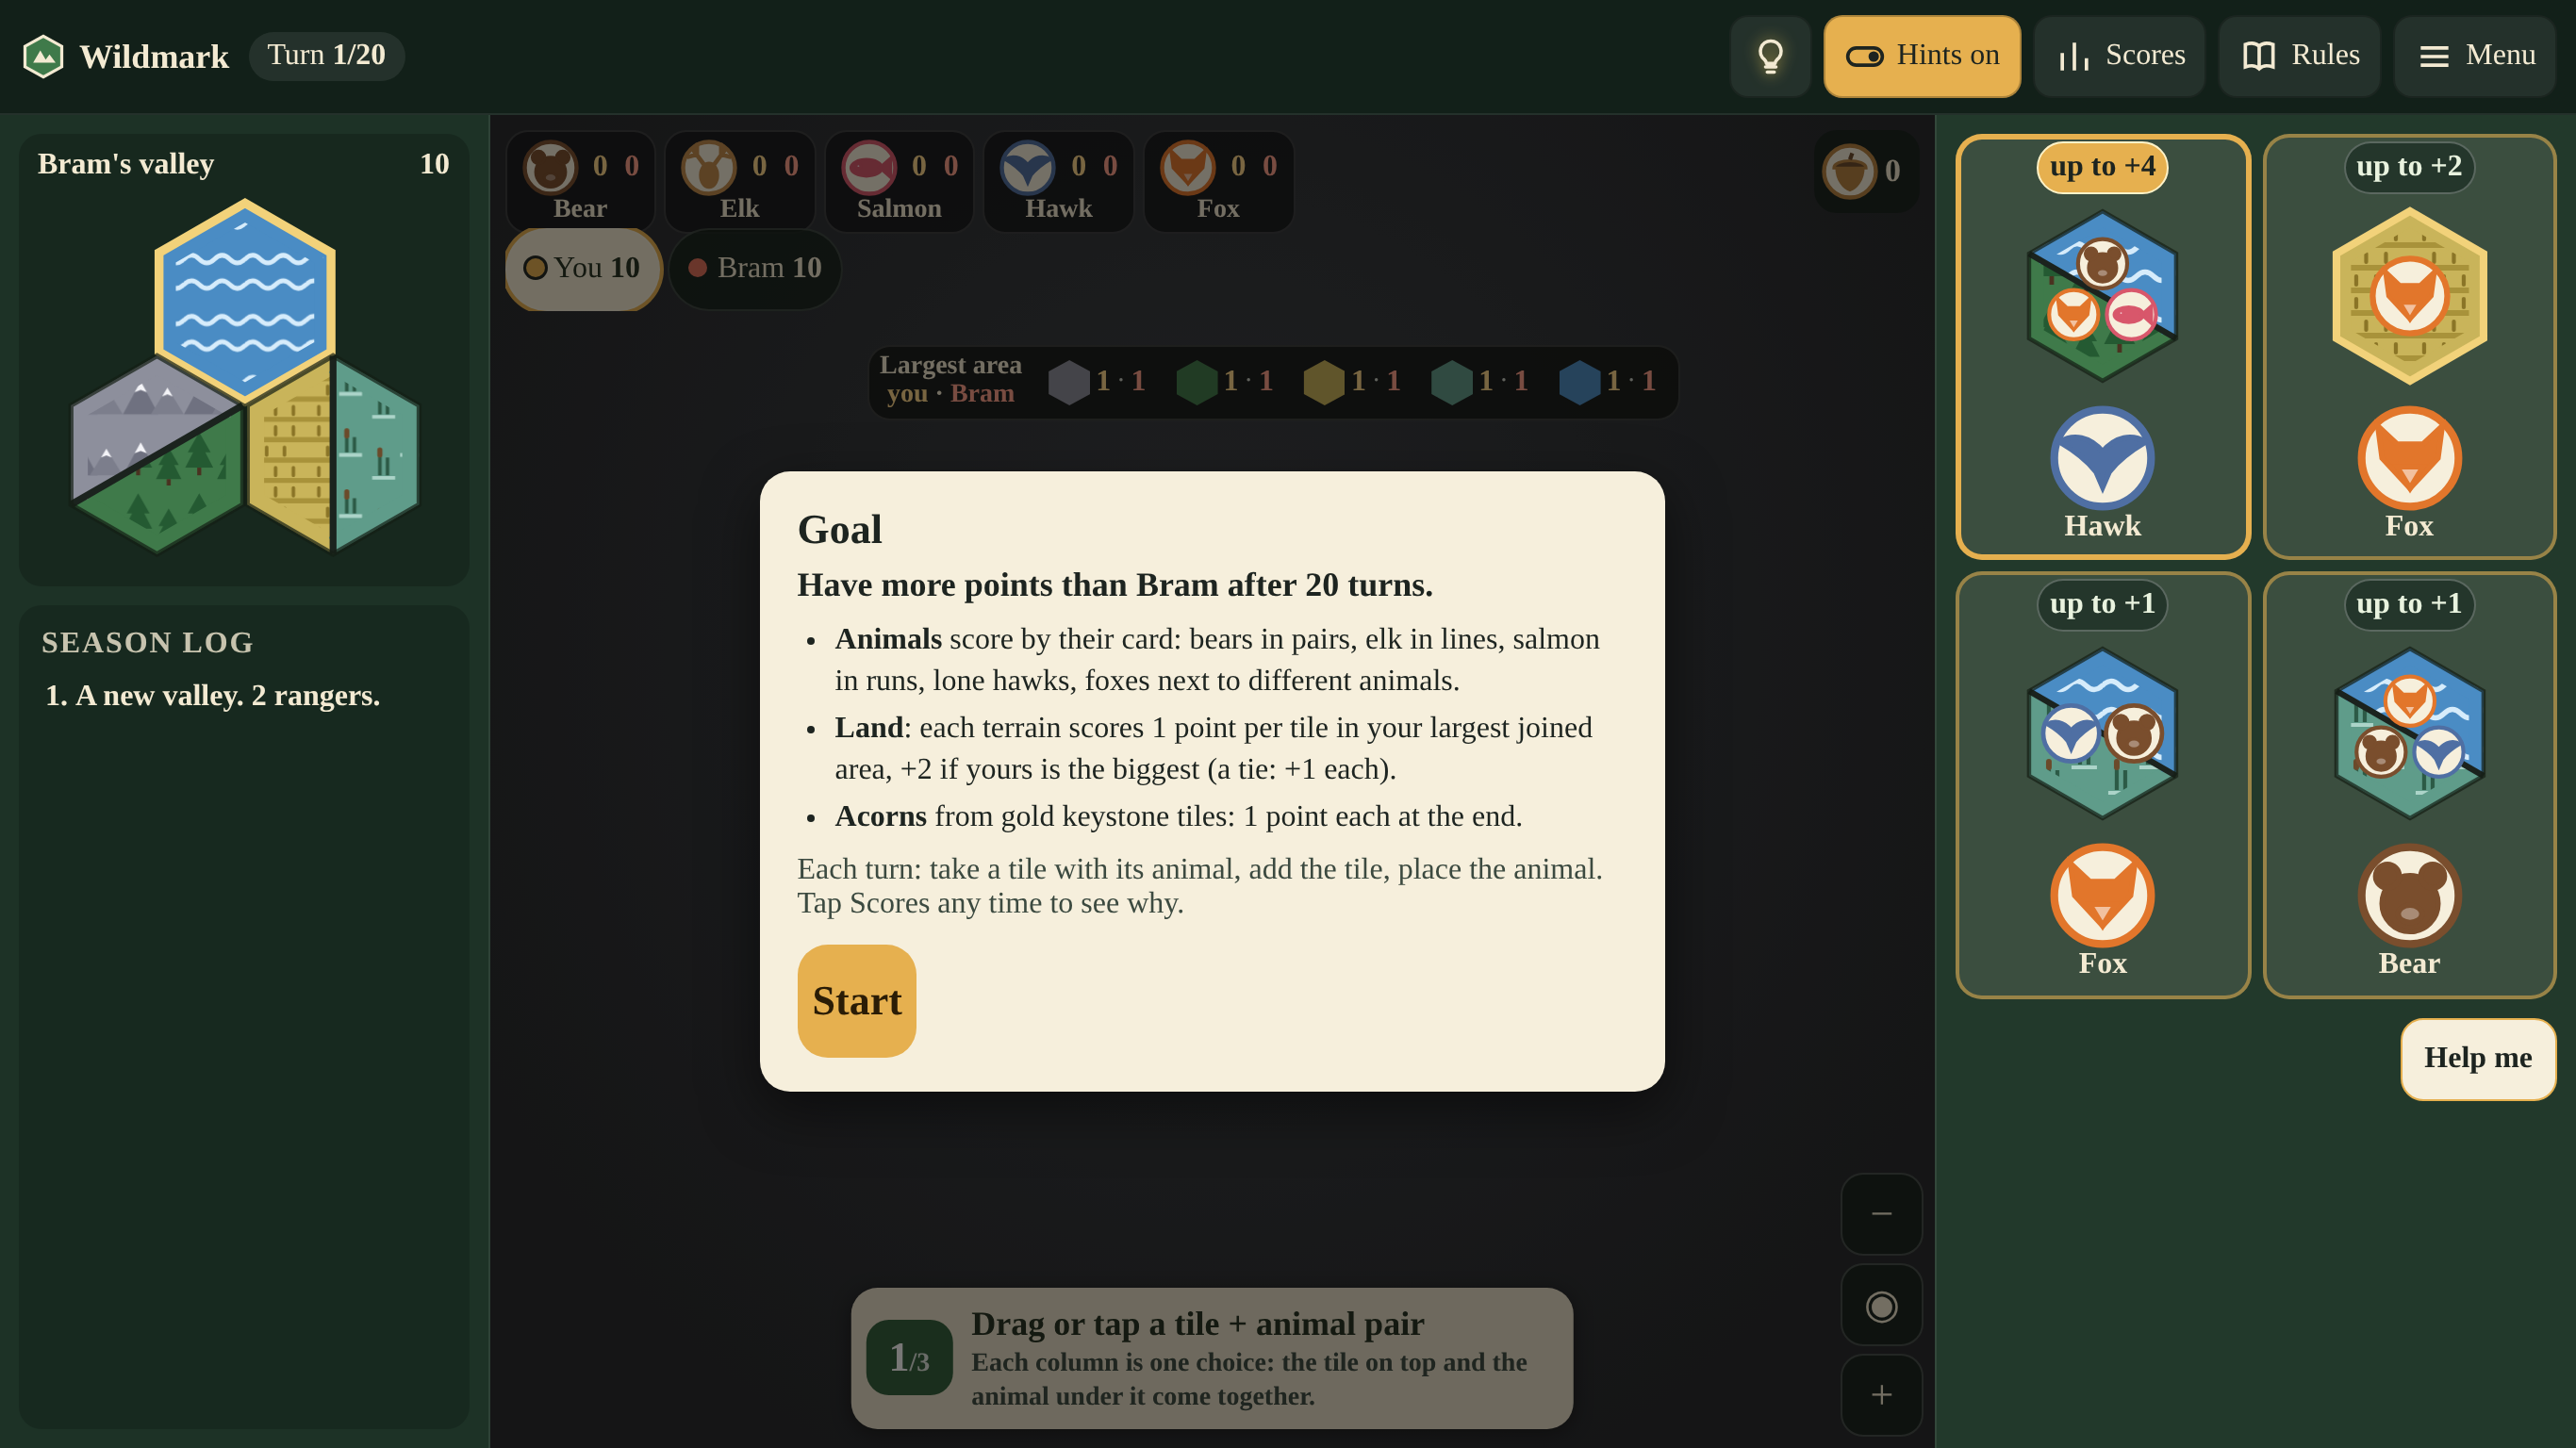 Wildmark
Turn 1/20
Hints on
Scores
Rules
Menu
Bram's valley
10
SEASON LOG
1. A new valley. 2 rangers.
0 0
Bear
0 0
Elk
0 0
Salmon
0 0
Hawk
0 0
Fox
0
You 10
Bram 10
Largest area
you · Bram
1 · 1
1 · 1
1 · 1
1 · 1
1 · 1
Goal
Have more points than Bram after 20 turns.
• Animals score by their card: bears in pairs, elk in lines, salmon
in runs, lone hawks, foxes next to different animals.
• Land: each terrain scores 1 point per tile in your largest joined
area, +2 if yours is the biggest (a tie: +1 each).
• Acorns from gold keystone tiles: 1 point each at the end.
Each turn: take a tile with its animal, add the tile, place the animal.
Tap Scores any time to see why.
Start
1/3
Drag or tap a tile + animal pair
Each column is one choice: the tile on top and the
animal under it come together.
−
+
up to +4
Hawk
up to +2
Fox
up to +1
Fox
up to +1
Bear
Help me